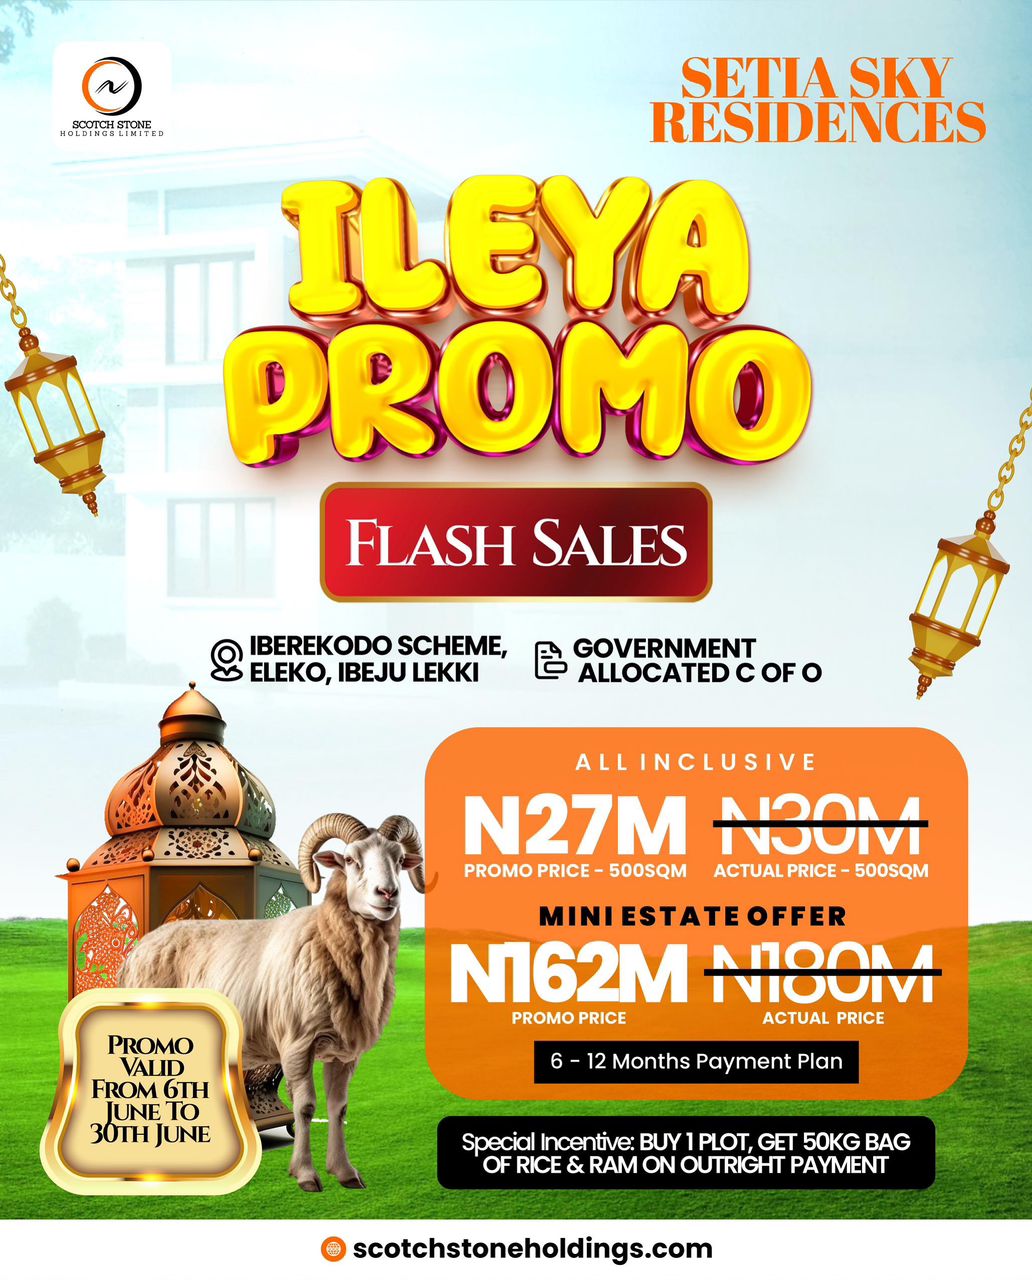 SCOTCH STONE
HOLDINGS LIMITED
SETIA SKY
RESIDENCES
ILEYA
PROMO
FLASH SALES
IBEREKODO SCHEME,
ELEKO, IBEJU LEKKI
GOVERNMENT
ALLOCATED C OF O
ALL INCLUSIVE
N27M
PROMO PRICE - 500SQM
N30M
ACTUAL PRICE - 500SQM
MINI ESTATE OFFER
N162M
PROMO PRICE
N180M
ACTUAL PRICE
6 - 12 Months Payment Plan
PROMO
VALID
FROM 6TH
JUNE TO
30TH JUNE
Special Incentive: BUY 1 PLOT, GET 50KG BAG
OF RICE & RAM ON OUTRIGHT PAYMENT
scotchstoneholdings.com